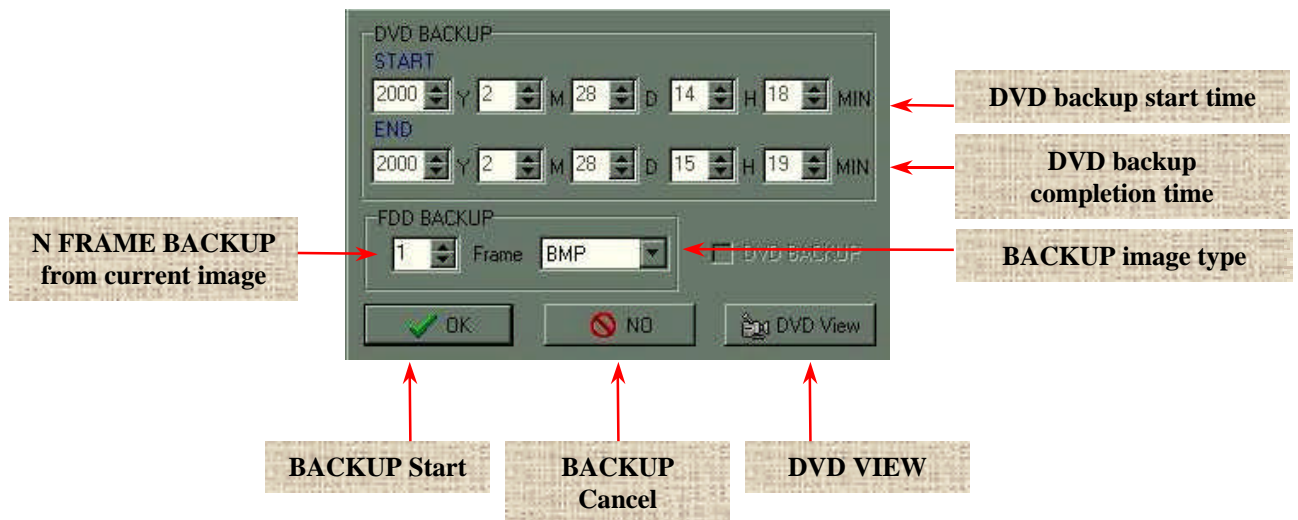 DVD BACKUP
START
2000 Y 2 M 28 D 14 H 18 MIN
END
2000 Y 2 M 28 D 15 H 19 MIN
FDD BACKUP
1 Frame BMP
DVD BACKUP
OK
NO
DVD View
DVD backup start time
DVD backup
completion time
BACKUP image type
N FRAME BACKUP
from current image
BACKUP Start
BACKUP
Cancel
DVD VIEW